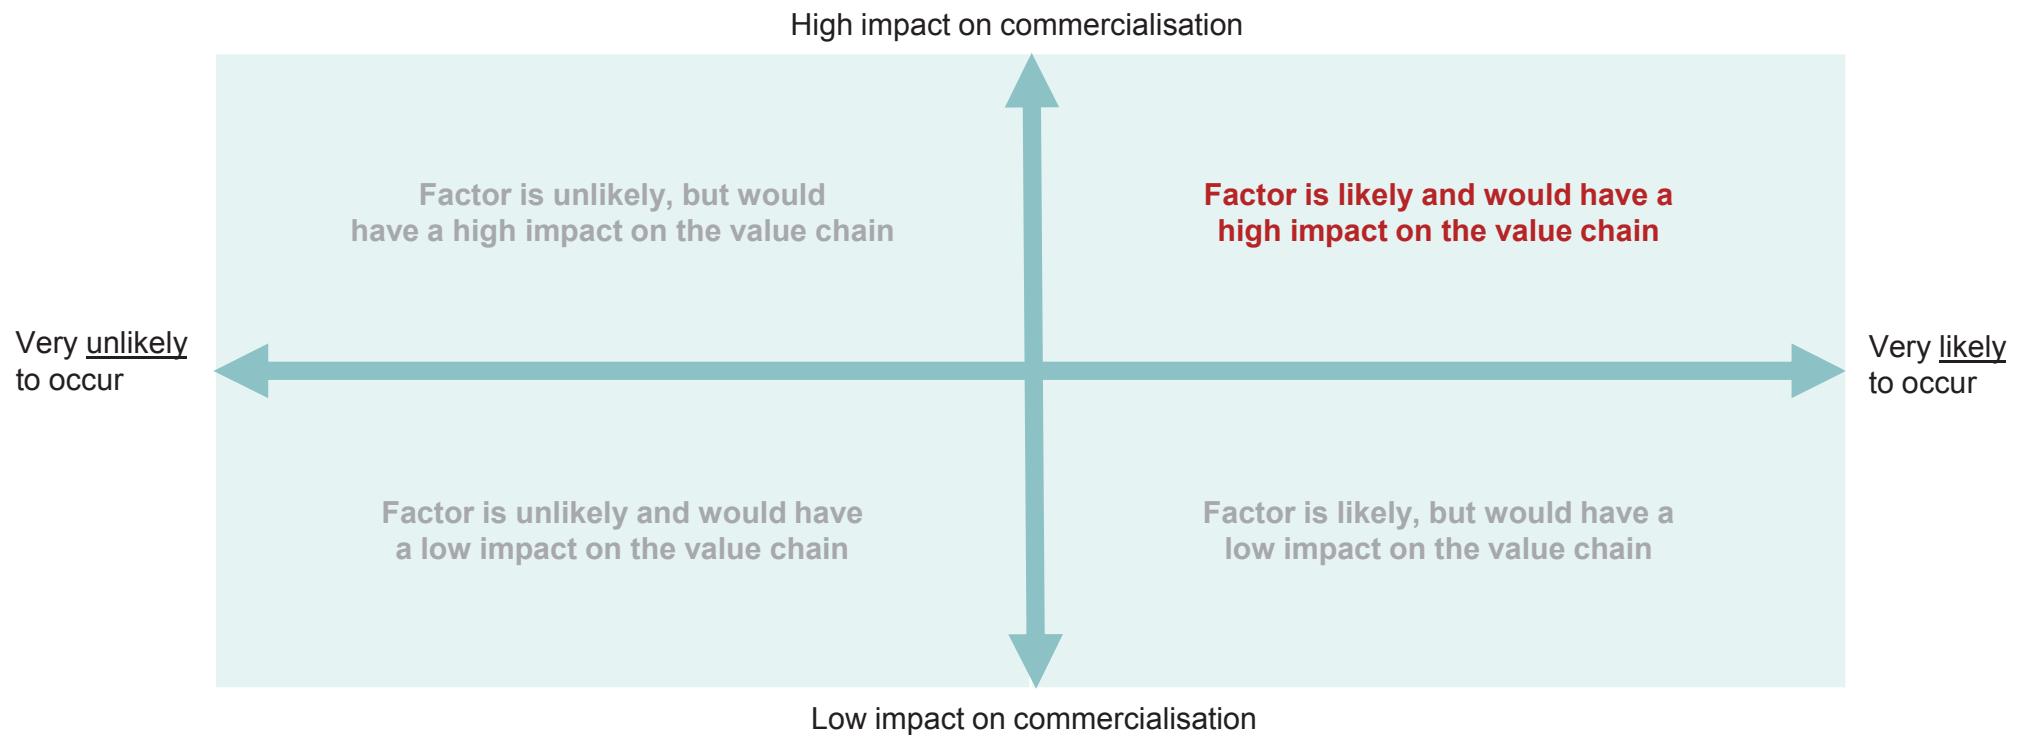 High impact on commercialisation
Factor is unlikely, but would
have a high impact on the value chain
Factor is likely and would have a
high impact on the value chain
Very unlikely
to occur
Very likely
to occur
Factor is unlikely and would have
a low impact on the value chain
Factor is likely, but would have a
low impact on the value chain
Low impact on commercialisation